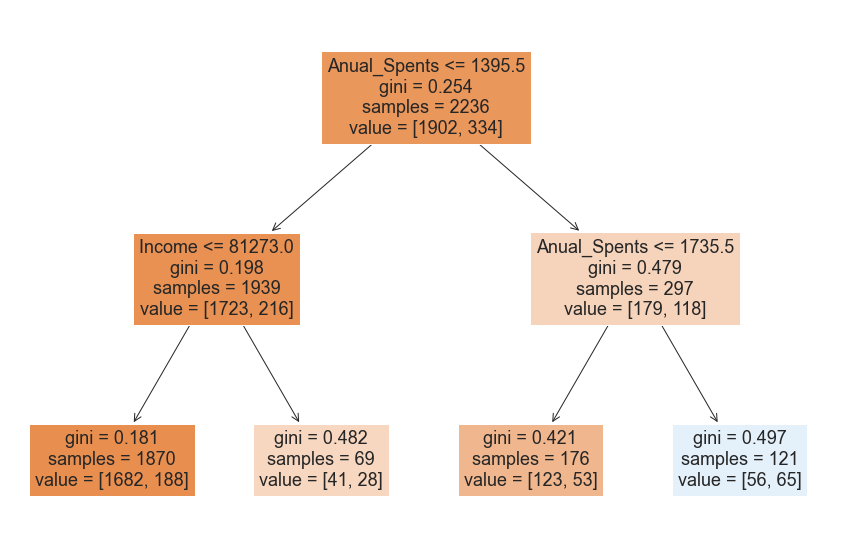 Anual_Spents <= 1395.5
gini = 0.254
samples = 2236
value = [1902, 334]
Income <= 81273.0
gini = 0.198
samples = 1939
value = [1723, 216]
Anual_Spents <= 1735.5
gini = 0.479
samples = 297
value = [179, 118]
gini = 0.181
samples = 1870
value = [1682, 188]
gini = 0.482
samples = 69
value = [41, 28]
gini = 0.421
samples = 176
value = [123, 53]
gini = 0.497
samples = 121
value = [56, 65]